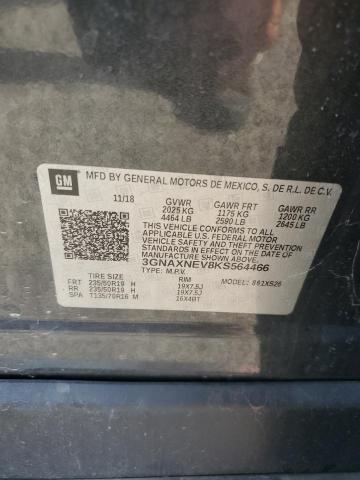 GM MFD BY GENERAL MOTORS DE MEXICO, S. DE R.L. DE C.V.
11/18 GVWR GAWR FRT GAWR RR
2025 KG 1175 KG 1200 KG
4464 LB 2590 LB 2645 LB
THIS VEHICLE CONFORMS TO ALL APPLICABLE
U.S. FEDERAL MOTOR VEHICLE SAFETY, BUMPER, AND
THEFT PREVENTION STANDARDS IN EFFECT ON THE DATE OF
MANUFACTURE SHOWN ABOVE.
3GNAXNEV8KS564466
TYPE: M.P.V. MODEL: 861XS26
TIRE SIZE RIM
FRT 235/50R19 H 19X7.5J
RR 235/50R19 H 19X7.5J
SPA T135/70R16 M 16X4BT